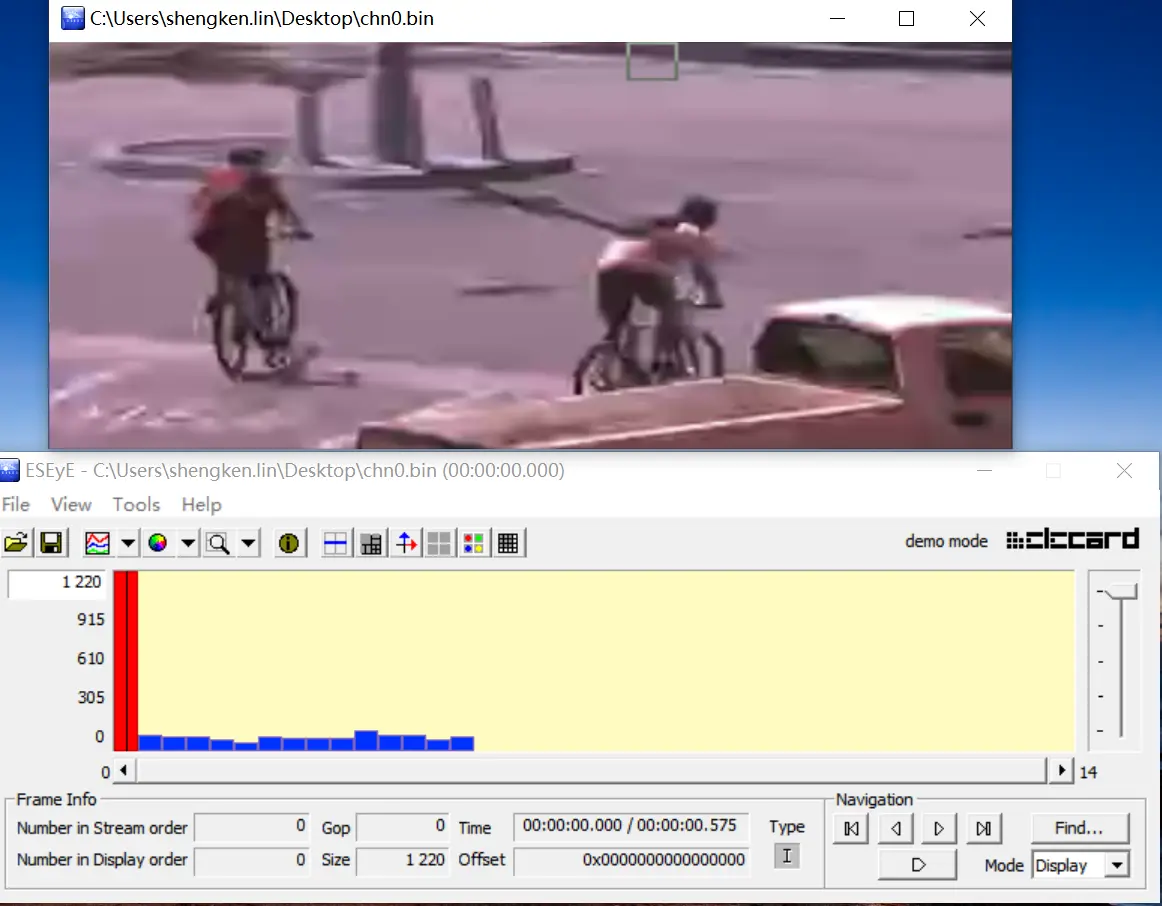 C:\Users\shengken.lin\Desktop\chn0.bin
ESEyE - C:\Users\shengken.lin\Desktop\chn0.bin (00:00:00.000)
File View Tools Help
demo mode elecard
1 220
915
610
305
0
0 14
Frame Info
Number in Stream order 0 Gop 0 Time 00:00:00.000 / 00:00:00.575 Type
Number in Display order 0 Size 1 220 Offset 0x0000000000000000 I
Navigation
Find...
Mode Display